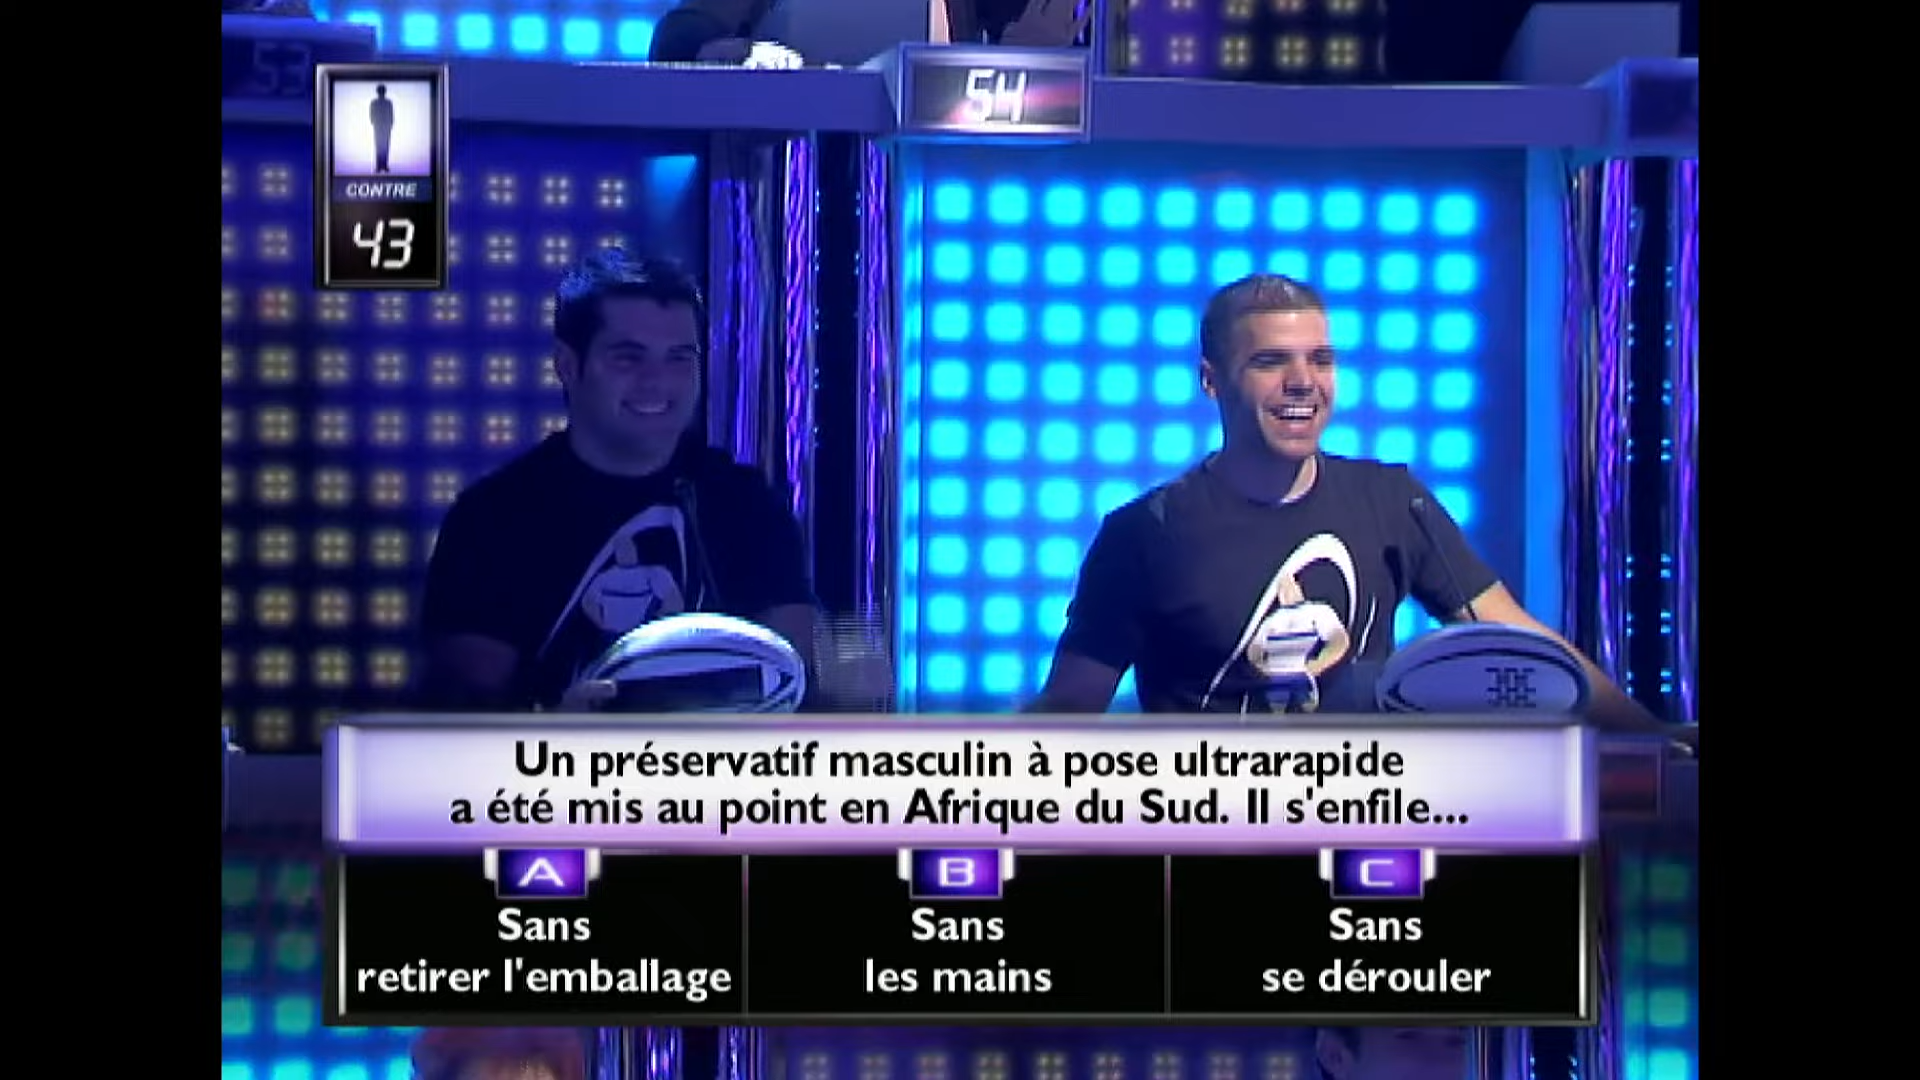 53
54
CONTRE
43
Un préservatif masculin à pose ultrarapide
a été mis au point en Afrique du Sud. Il s'enfile...
A
Sans
retirer l'emballage
B
Sans
les mains
C
Sans
se dérouler